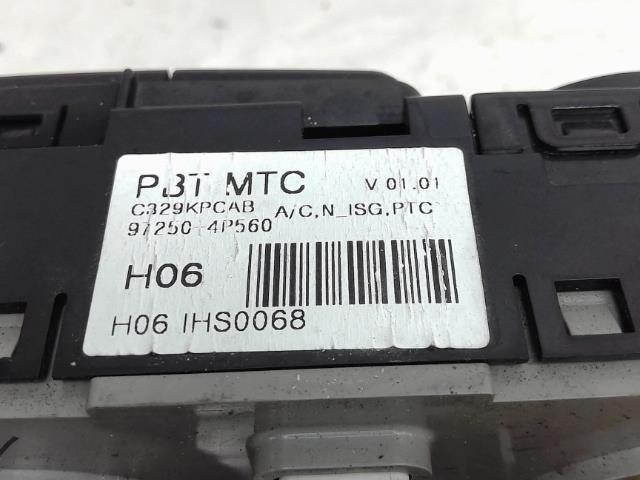 PBT MTC V 01.01
C329KPCAB A/C,N_ISG,PTC
97250-4P560
H06
H06 IHS0068